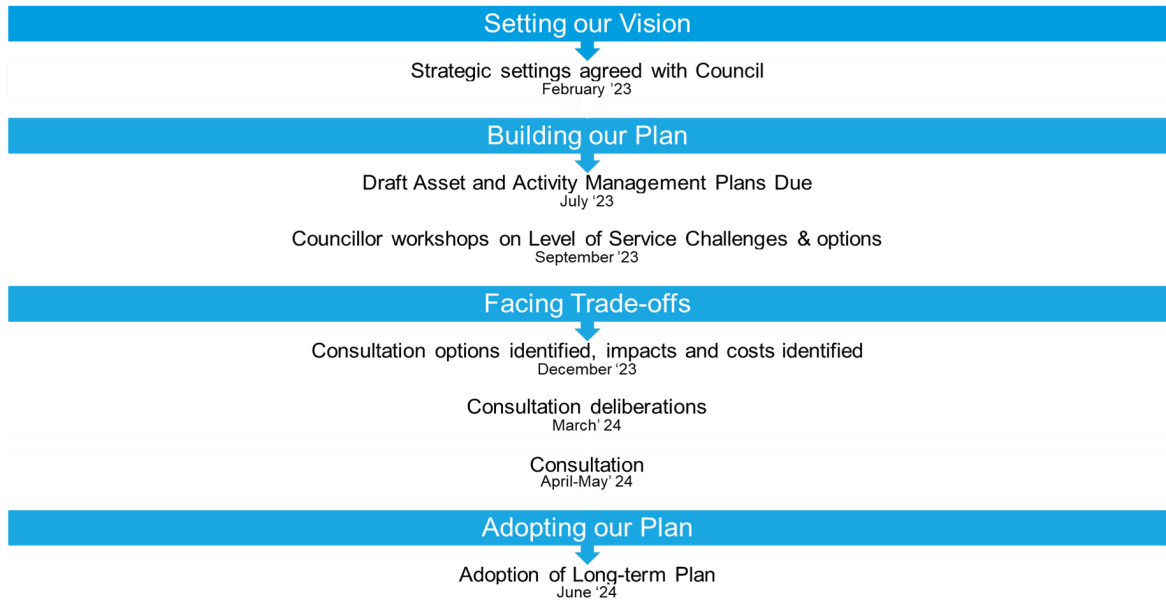 Setting our Vision
Strategic settings agreed with Council
February ’23
Building our Plan
Draft Asset and Activity Management Plans Due
July ‘23
Councillor workshops on Level of Service Challenges & options
September ’23
Facing Trade-offs
Consultation options identified, impacts and costs identified
December ‘23
Consultation deliberations
March’ 24
Consultation
April-May’ 24
Adopting our Plan
Adoption of Long-term Plan
June ‘24